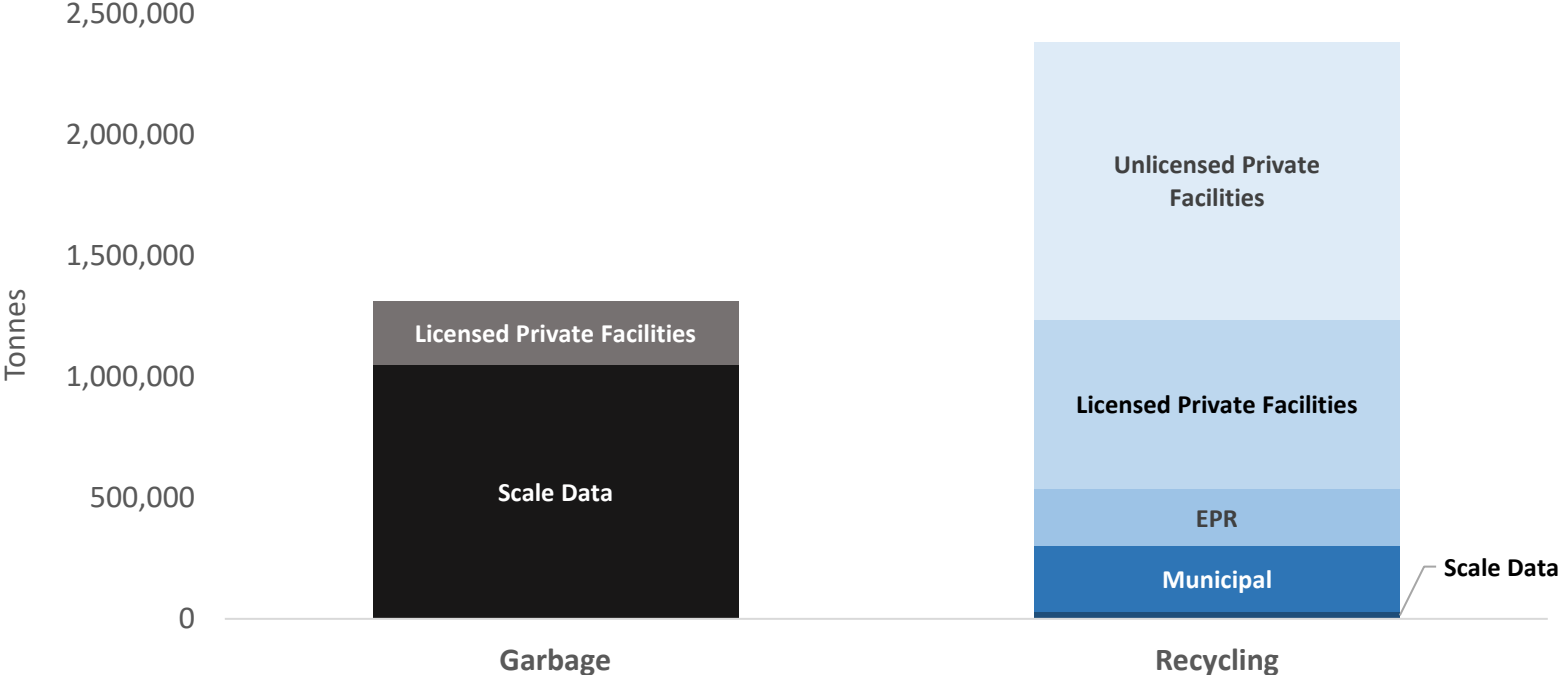 2,500,000
2,000,000
1,500,000
1,000,000
500,000
0
Tonnes
Licensed Private Facilities
Scale Data
Garbage
Unlicensed Private
Facilities
Licensed Private Facilities
EPR
Municipal
Scale Data
Recycling